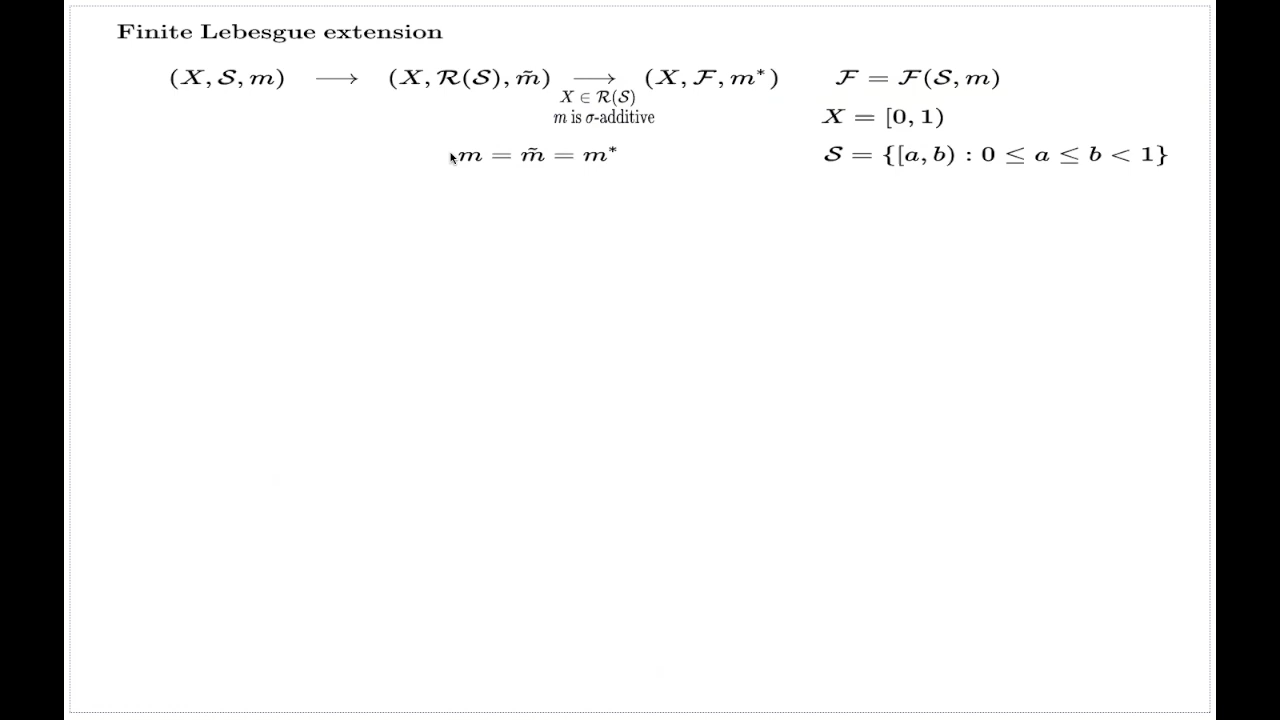 Finite Lebesgue extension
(X, 𝒮, m) ⟶ (X, ℛ(𝒮), m̃) ⟶ (X, ℱ, m*) ℱ = ℱ(𝒮, m)
X ∈ ℛ(𝒮)
m is σ-additive
X = [0, 1)
m = m̃ = m* 𝒮 = {[a, b) : 0 ≤ a ≤ b < 1}